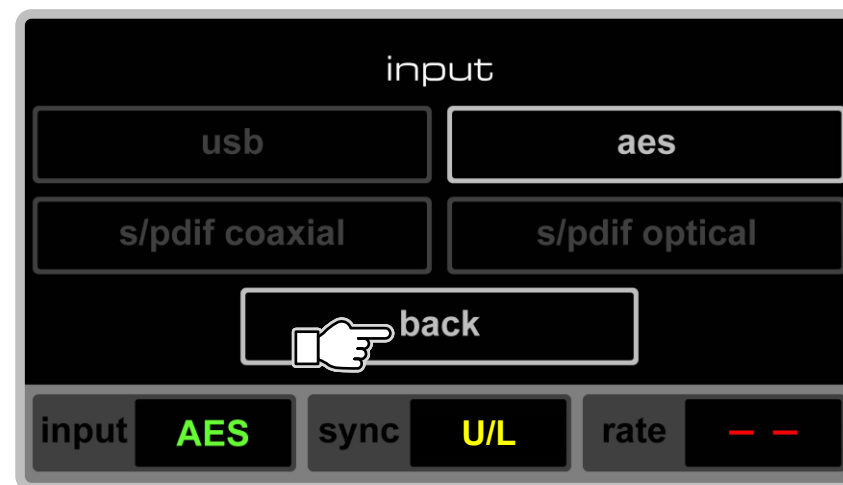 input
usb aes
s/pdif coaxial s/pdif optical
back
input AES sync U/L rate – –